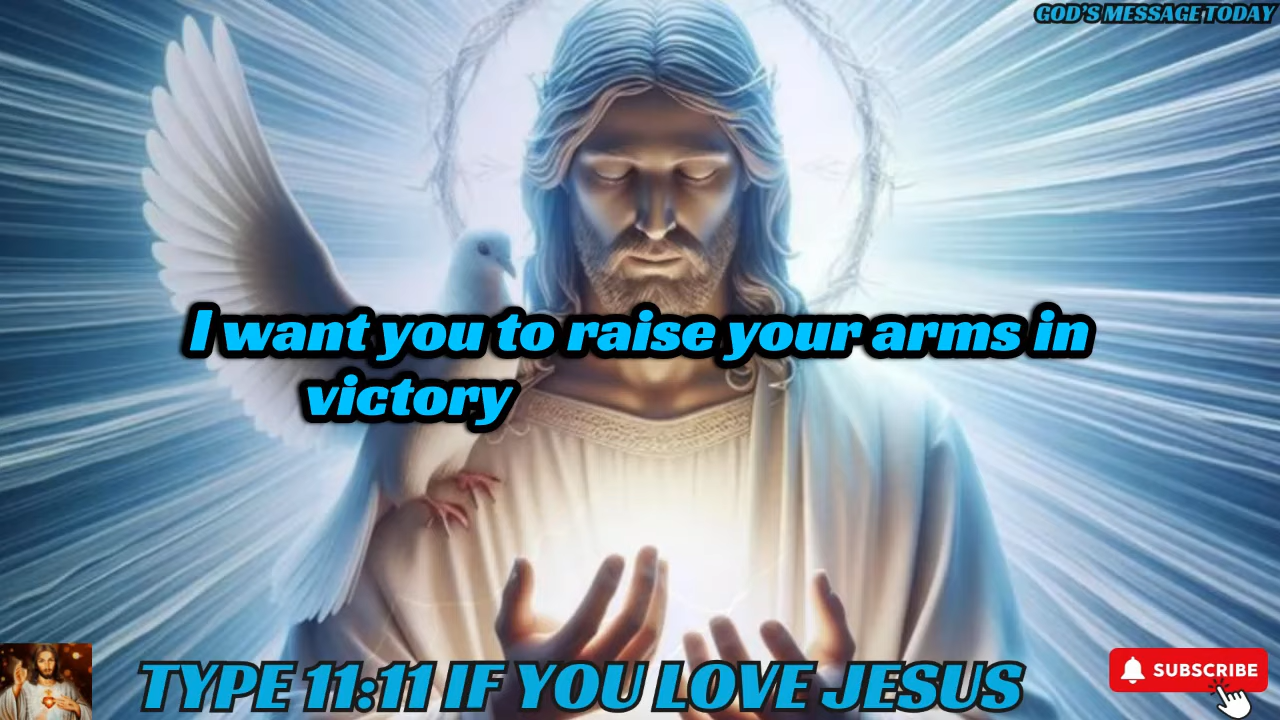 GOD'S MESSAGE TODAY
I want you to raise your arms in
victory
TYPE 11:11 IF YOU LOVE JESUS
SUBSCRIBE